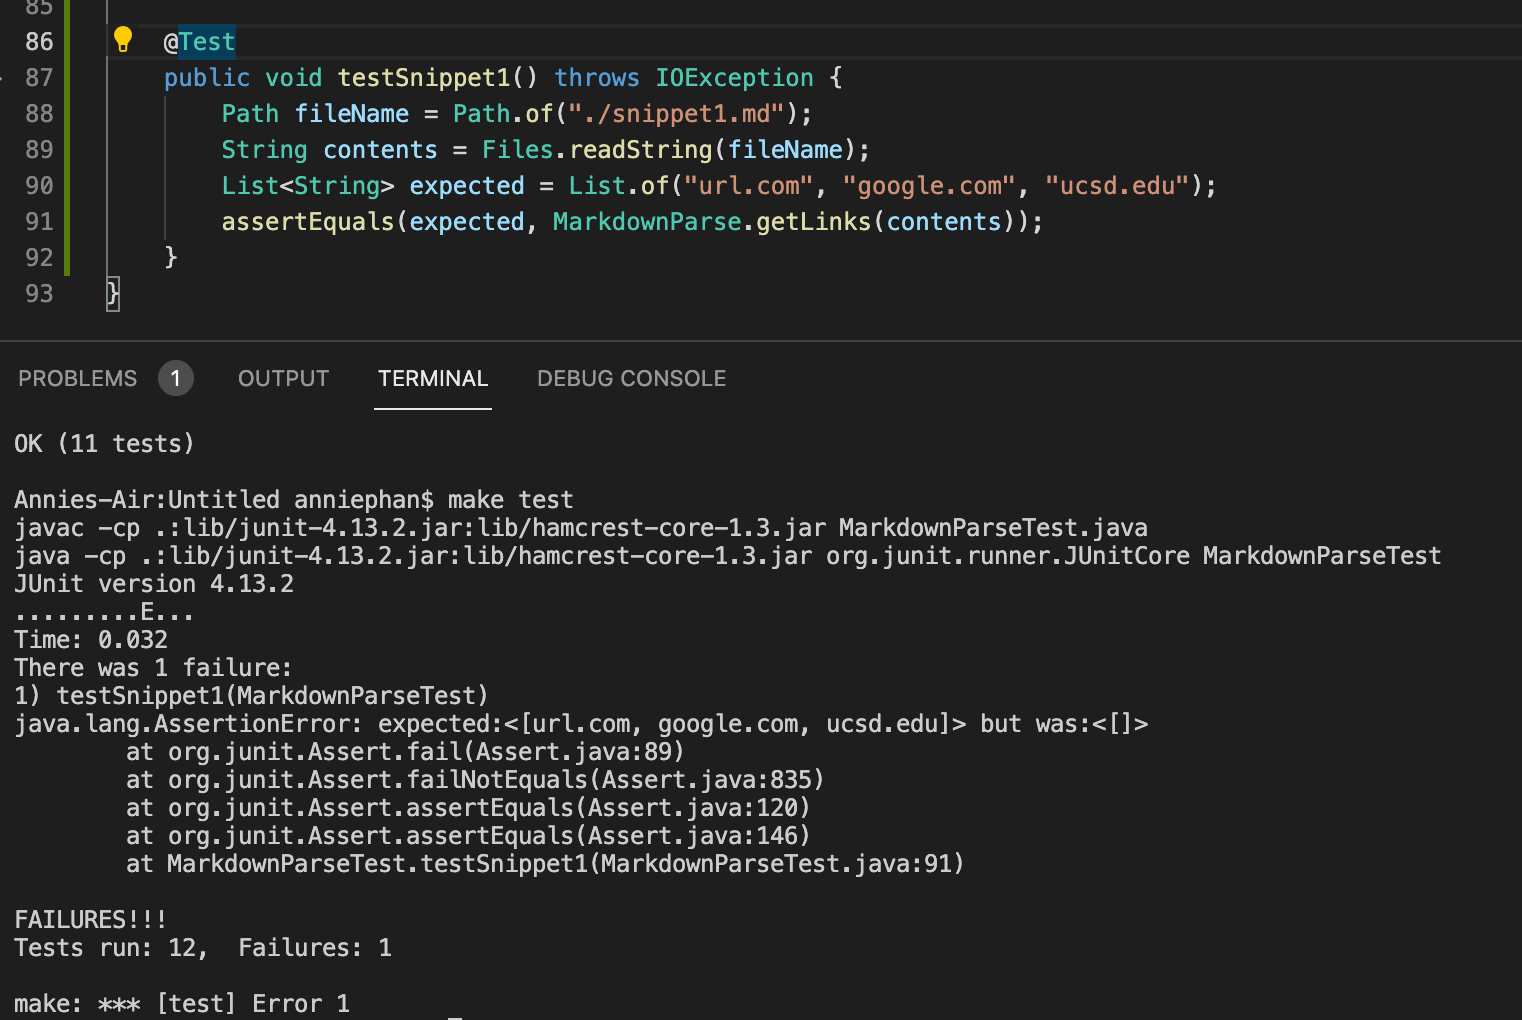 85
86 @Test
87 public void testSnippet1() throws IOException {
88 Path fileName = Path.of("./snippet1.md");
89 String contents = Files.readString(fileName);
90 List<String> expected = List.of("url.com", "google.com", "ucsd.edu");
91 assertEquals(expected, MarkdownParse.getLinks(contents));
92 }
93 }
PROBLEMS 1 OUTPUT TERMINAL DEBUG CONSOLE
OK (11 tests)
Annies-Air:Untitled anniephan$ make test
javac -cp .:lib/junit-4.13.2.jar:lib/hamcrest-core-1.3.jar MarkdownParseTest.java
java -cp .:lib/junit-4.13.2.jar:lib/hamcrest-core-1.3.jar org.junit.runner.JUnitCore MarkdownParseTest
JUnit version 4.13.2
.........E...
Time: 0.032
There was 1 failure:
1) testSnippet1(MarkdownParseTest)
java.lang.AssertionError: expected:<[url.com, google.com, ucsd.edu]> but was:<[]>
at org.junit.Assert.fail(Assert.java:89)
at org.junit.Assert.failNotEquals(Assert.java:835)
at org.junit.Assert.assertEquals(Assert.java:120)
at org.junit.Assert.assertEquals(Assert.java:146)
at MarkdownParseTest.testSnippet1(MarkdownParseTest.java:91)
FAILURES!!!
Tests run: 12,  Failures: 1
make: *** [test] Error 1